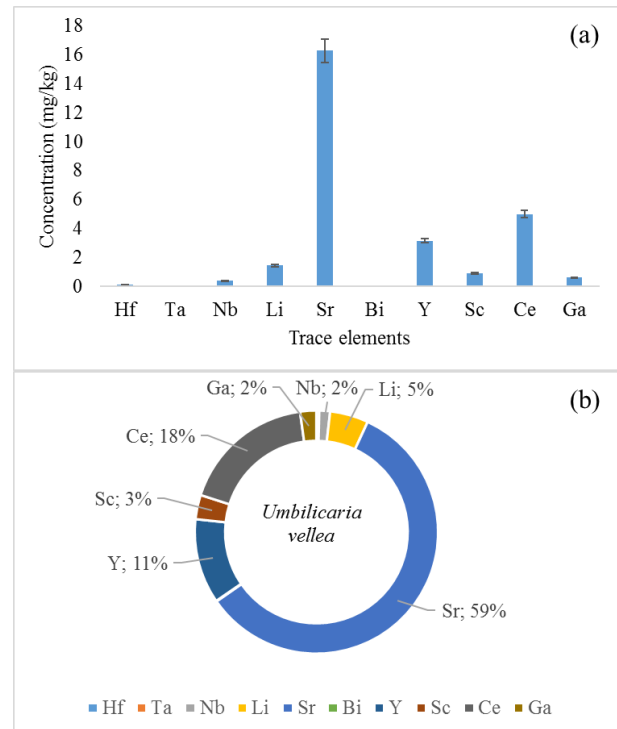 (a)
18
16
14
12
10
8
6
4
2
0
Concentration (mg/kg)
Hf Ta Nb Li Sr Bi Y Sc Ce Ga
Trace elements
(b)
Ga; 2% Nb; 2% Li; 5%
Ce; 18%
Sc; 3%
Y; 11%
Sr; 59%
Umbilicaria
vellea
Hf Ta Nb Li Sr Bi Y Sc Ce Ga